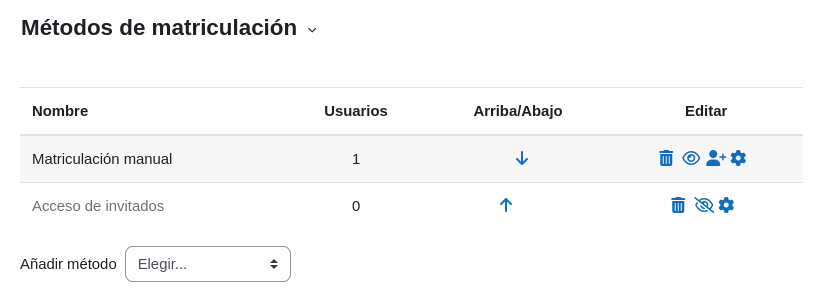 Métodos de matriculación
Nombre Usuarios Arriba/Abajo Editar
Matriculación manual 1
Acceso de invitados 0
Añadir método Elegir...